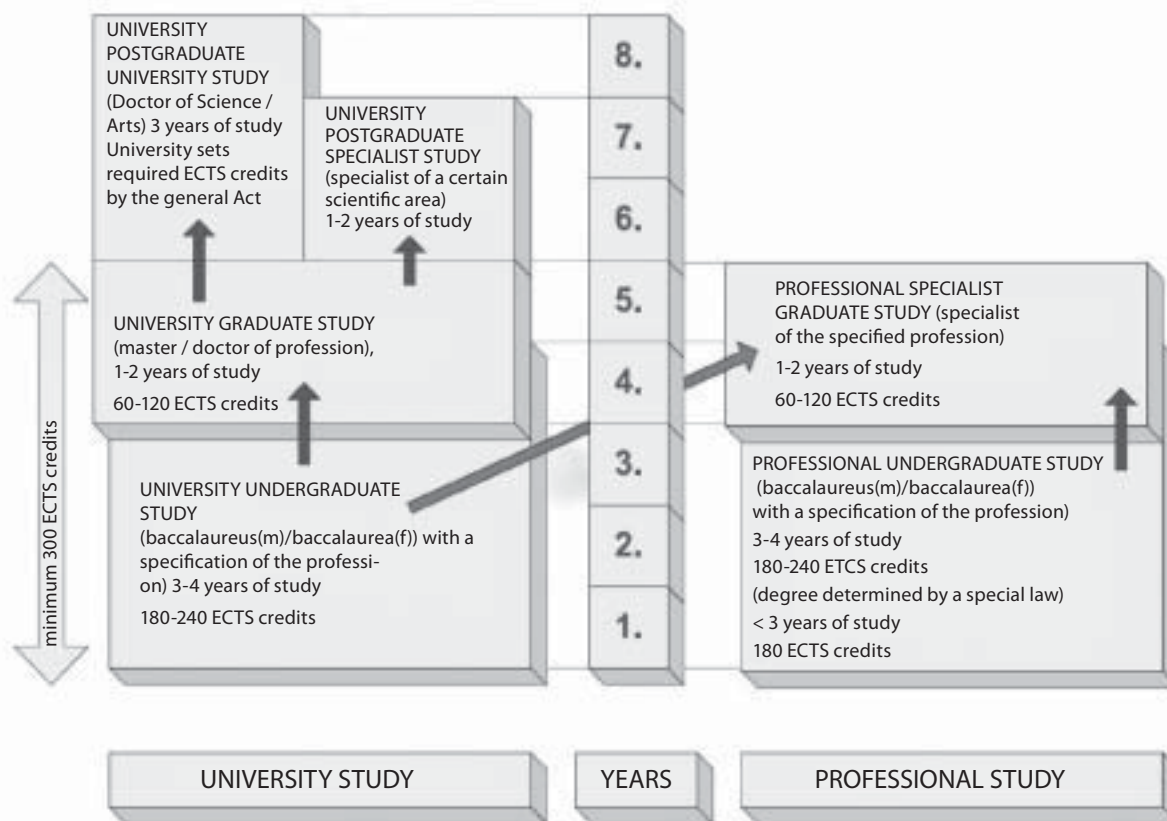 UNIVERSITY
POSTGRADUATE
UNIVERSITY STUDY
(Doctor of Science /
Arts) 3 years of study
University sets
required ECTS credits
by the general Act
UNIVERSITY
POSTGRADUATE
SPECIALIST STUDY
(specialist of a certain
scientific area)
1-2 years of study
UNIVERSITY GRADUATE STUDY
(master / doctor of profession),
1-2 years of study
60-120 ECTS credits
UNIVERSITY UNDERGRADUATE
STUDY
(baccalaureus(m)/baccalaurea(f)) with a
specification of the professi-
on) 3-4 years of study
180-240 ECTS credits
minimum 300 ECTS credits
8.
7.
6.
5.
4.
3.
2.
1.
PROFESSIONAL SPECIALIST
GRADUATE STUDY (specialist
of the specified profession)
1-2 years of study
60-120 ECTS credits
PROFESSIONAL UNDERGRADUATE STUDY
(baccalaureus(m)/baccalaurea(f))
with a specification of the profession)
3-4 years of study
180-240 ETCS credits
(degree determined by a special law)
< 3 years of study
180 ECTS credits
UNIVERSITY STUDY
YEARS
PROFESSIONAL STUDY